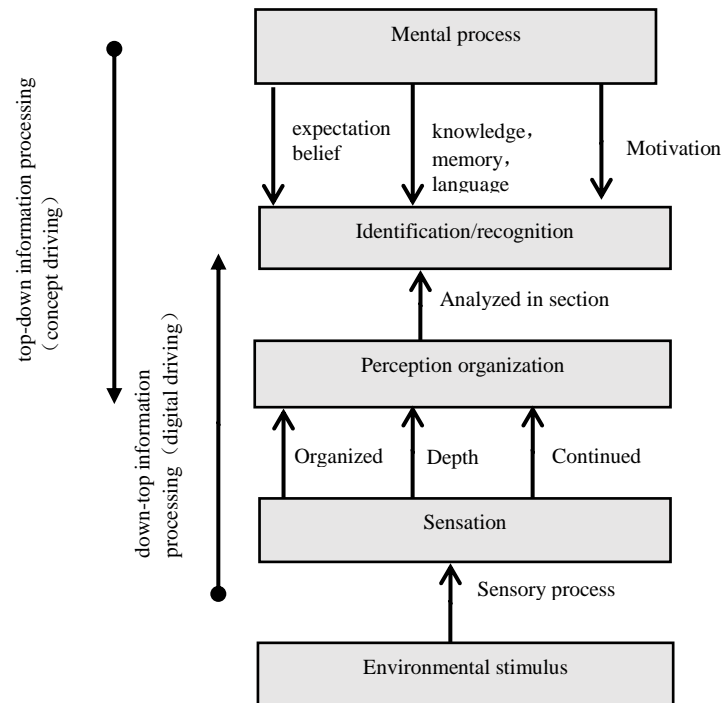 Mental process
expectation
belief
knowledge，
memory，
language
Motivation
Identification/recognition
Analyzed in section
Perception organization
Organized
Depth
Continued
Sensation
Sensory process
Environmental stimulus
top-down information processing
（concept driving）
down-top information
processing（digital driving）